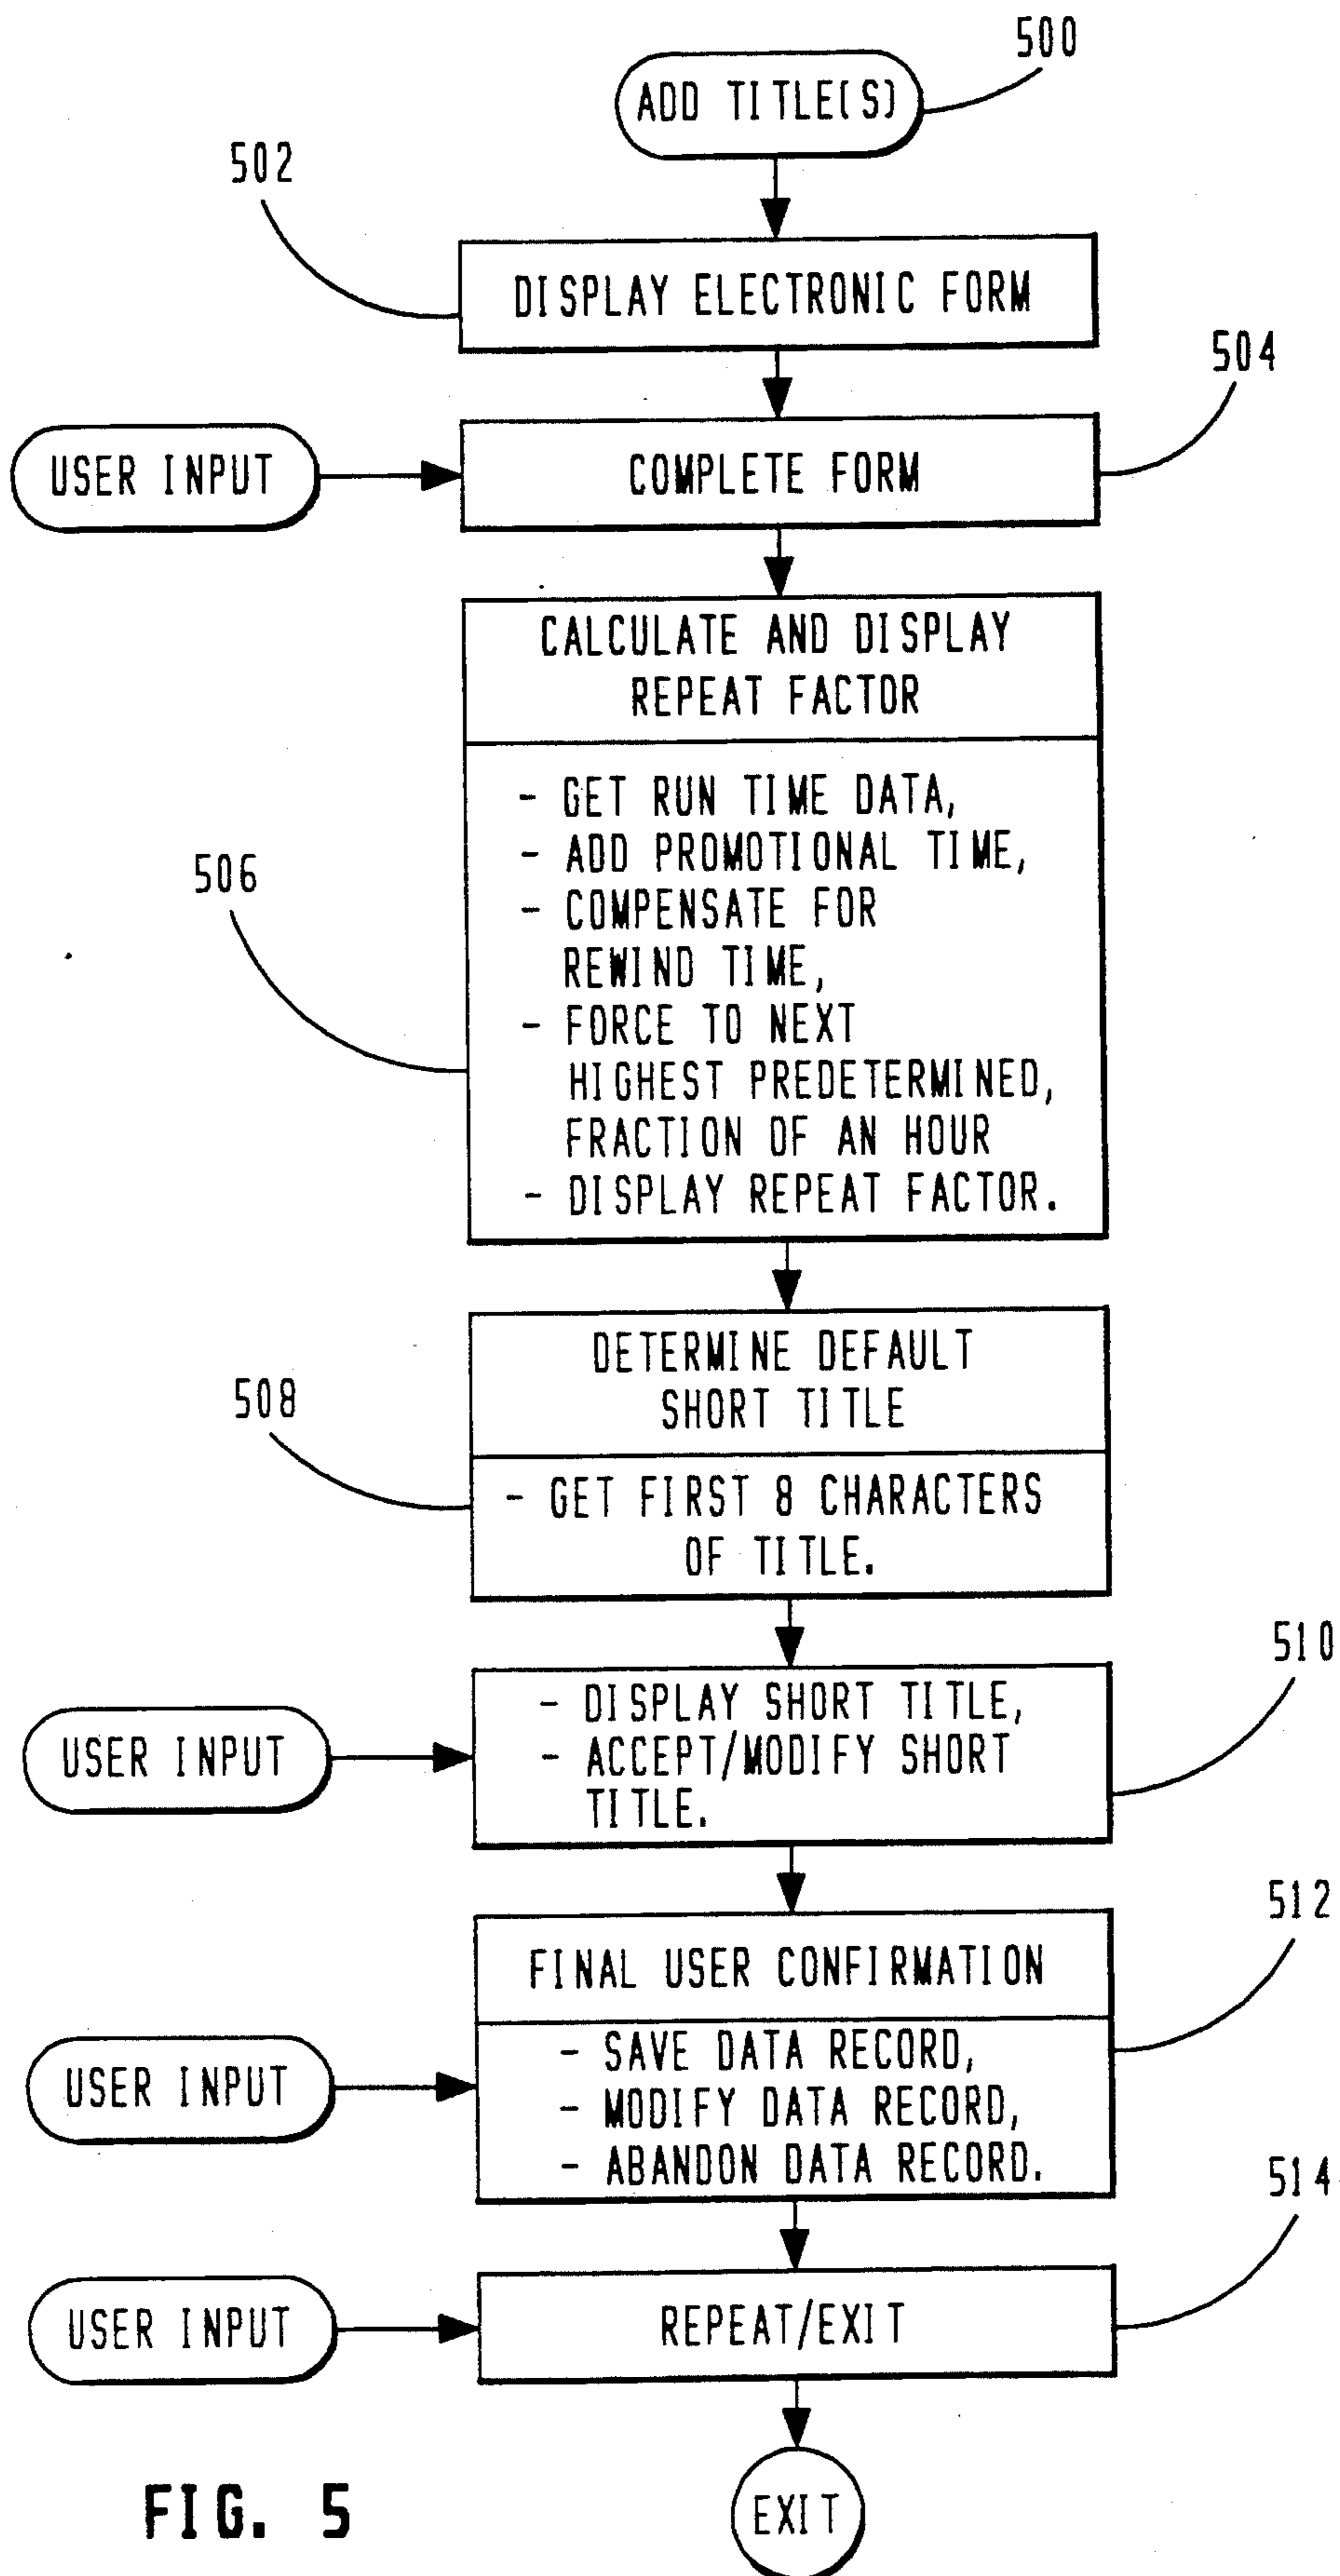 500
ADD TITLE(S)
502
DISPLAY ELECTRONIC FORM
504
USER INPUT
COMPLETE FORM
CALCULATE AND DISPLAY
REPEAT FACTOR
- GET RUN TIME DATA,
- ADD PROMOTIONAL TIME,
506
- COMPENSATE FOR
REWIND TIME,
- FORCE TO NEXT
HIGHEST PREDETERMINED,
FRACTION OF AN HOUR
- DISPLAY REPEAT FACTOR.
DETERMINE DEFAULT
SHORT TITLE
508
- GET FIRST 8 CHARACTERS
OF TITLE.
510
- DISPLAY SHORT TITLE,
USER INPUT
- ACCEPT/MODIFY SHORT
TITLE.
512
FINAL USER CONFIRMATION
- SAVE DATA RECORD,
USER INPUT
- MODIFY DATA RECORD,
- ABANDON DATA RECORD.
514
USER INPUT
REPEAT/EXIT
EXIT
FIG. 5